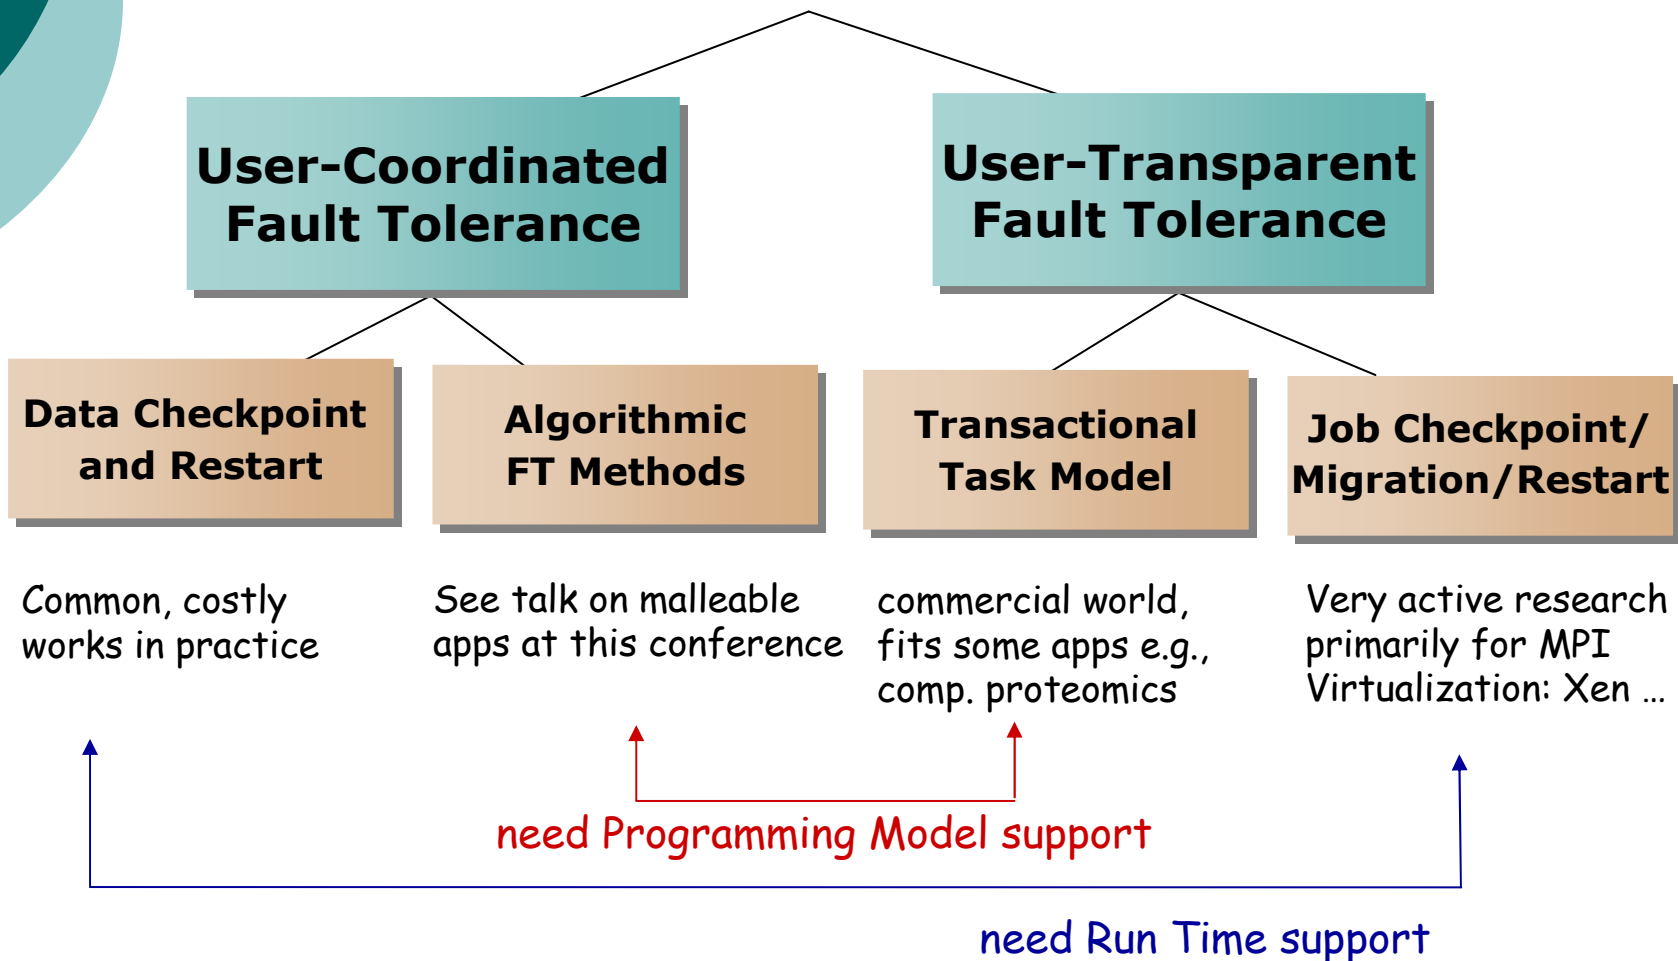 User-Coordinated
Fault Tolerance
User-Transparent
Fault Tolerance
Data Checkpoint
and Restart
Algorithmic
FT Methods
Transactional
Task Model
Job Checkpoint/
Migration/Restart
Common, costly
works in practice
See talk on malleable
apps at this conference
commercial world,
fits some apps e.g.,
comp. proteomics
Very active research
primarily for MPI
Virtualization: Xen …
need Programming Model support
need Run Time support